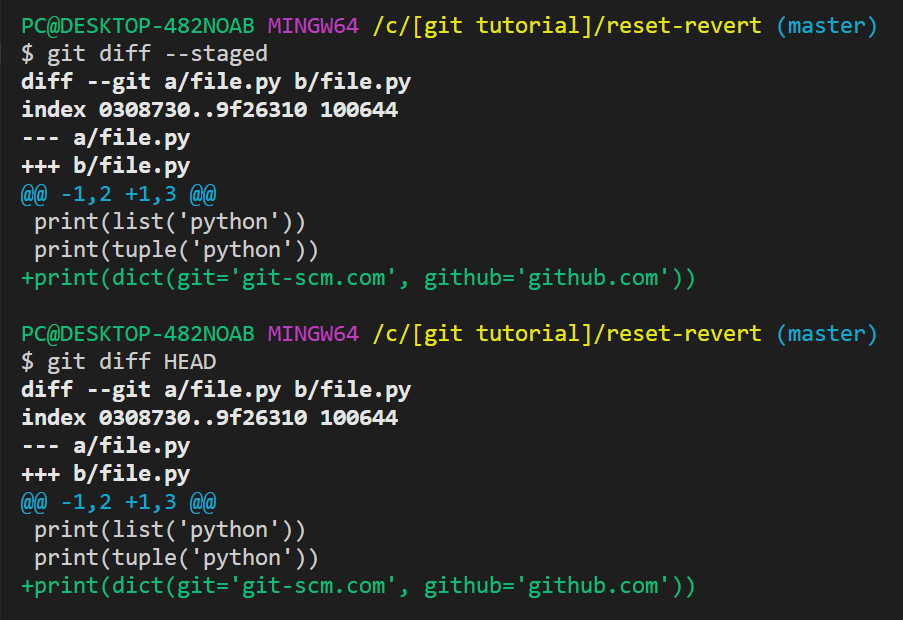 PC@DESKTOP-482NOAB MINGW64 /c/[git tutorial]/reset-revert (master)
$ git diff --staged
diff --git a/file.py b/file.py
index 0308730..9f26310 100644
--- a/file.py
+++ b/file.py
@@ -1,2 +1,3 @@
 print(list('python'))
 print(tuple('python'))
+print(dict(git='git-scm.com', github='github.com'))

PC@DESKTOP-482NOAB MINGW64 /c/[git tutorial]/reset-revert (master)
$ git diff HEAD
diff --git a/file.py b/file.py
index 0308730..9f26310 100644
--- a/file.py
+++ b/file.py
@@ -1,2 +1,3 @@
 print(list('python'))
 print(tuple('python'))
+print(dict(git='git-scm.com', github='github.com'))